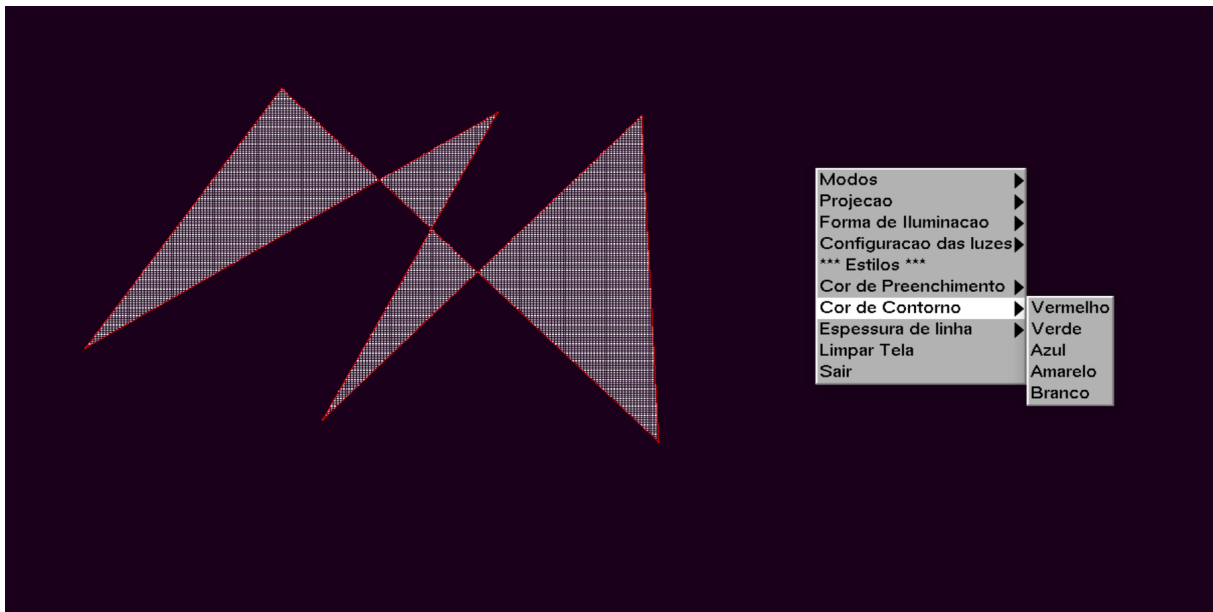 Modos
Projecao
Forma de Iluminacao
Configuracao das luzes
*** Estilos ***
Cor de Preenchimento
Cor de Contorno
Espessura de linha
Limpar Tela
Sair
Vermelho
Verde
Azul
Amarelo
Branco